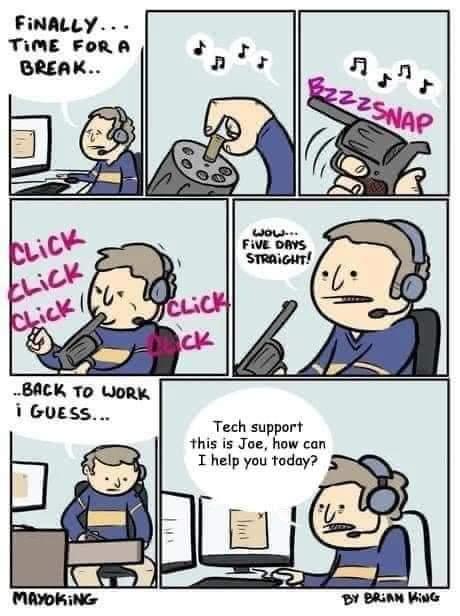 FiNALLY...
TiME FOR A
BREAK..
BZZZSNAP
CLiCK
CLiCK
CLiCK
CLiCK
CLiCK
WOW...
FiVE DAYS
STRAiGHT!
..BACK TO WORK
i GUESS...
Tech support
this is Joe, how can
I help you today?
MAYOKiNG
BY BRiAN KiNG